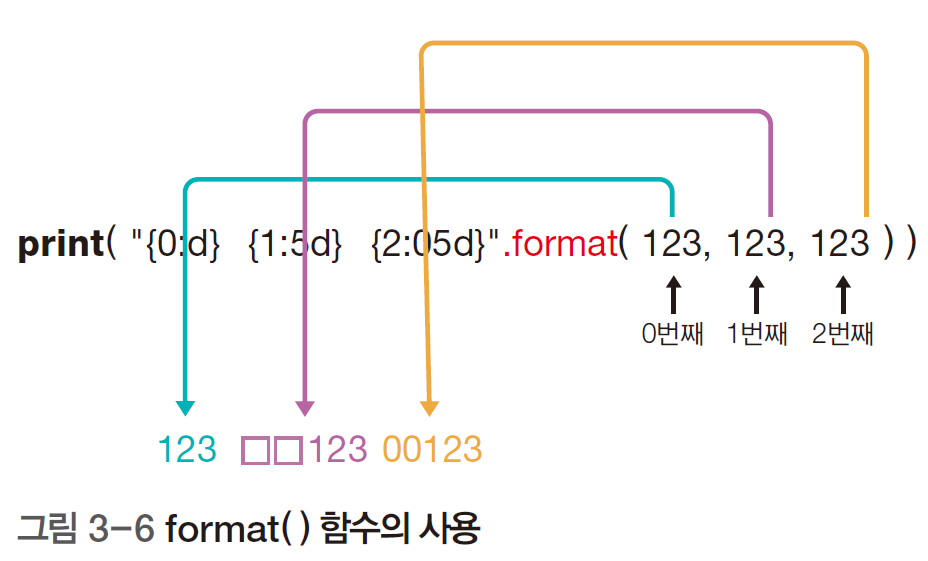 print( "{0:d} {1:5d} {2:05d}".format( 123, 123, 123 ) )
0번째 1번째 2번째
123 □□123 00123
그림 3-6 format( ) 함수의 사용